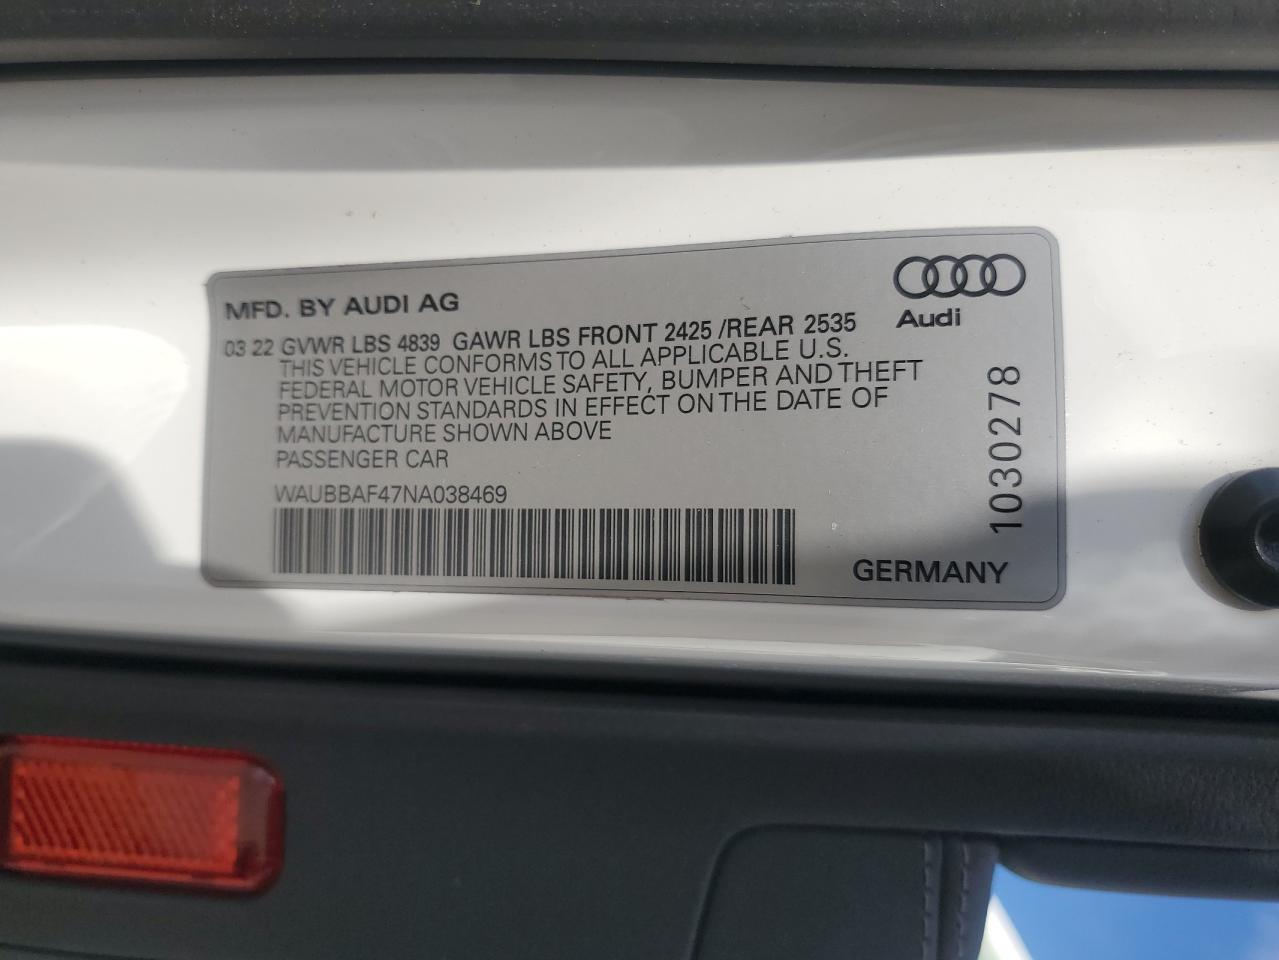 MFD. BY AUDI AG
Audi
03 22 GVWR LBS 4839 GAWR LBS FRONT 2425 /REAR 2535
THIS VEHICLE CONFORMS TO ALL APPLICABLE U.S.
FEDERAL MOTOR VEHICLE SAFETY, BUMPER AND THEFT
PREVENTION STANDARDS IN EFFECT ON THE DATE OF
MANUFACTURE SHOWN ABOVE
PASSENGER CAR
WAUBBAF47NA038469
GERMANY
1030278